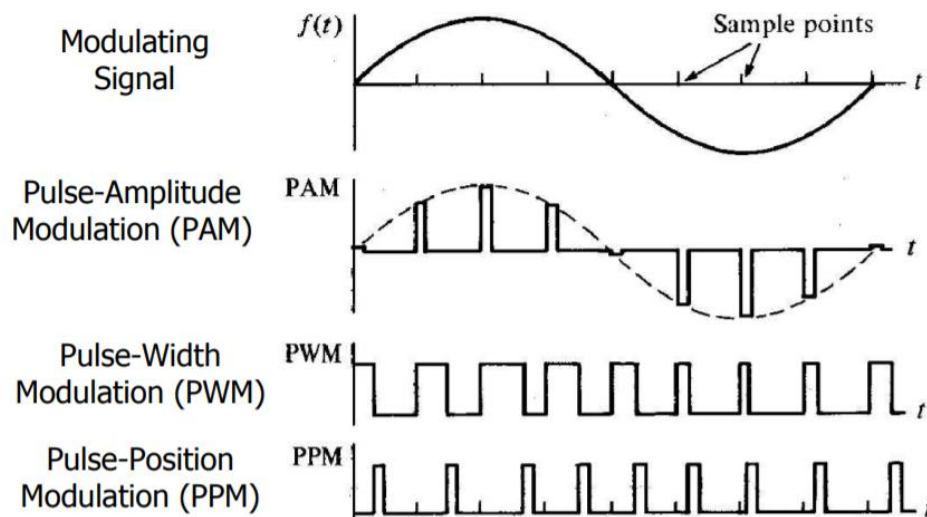 Modulating
Signal
f(t)
Sample points
t
Pulse-Amplitude
Modulation (PAM)
PAM
t
Pulse-Width
Modulation (PWM)
PWM
t
Pulse-Position
Modulation (PPM)
PPM
t